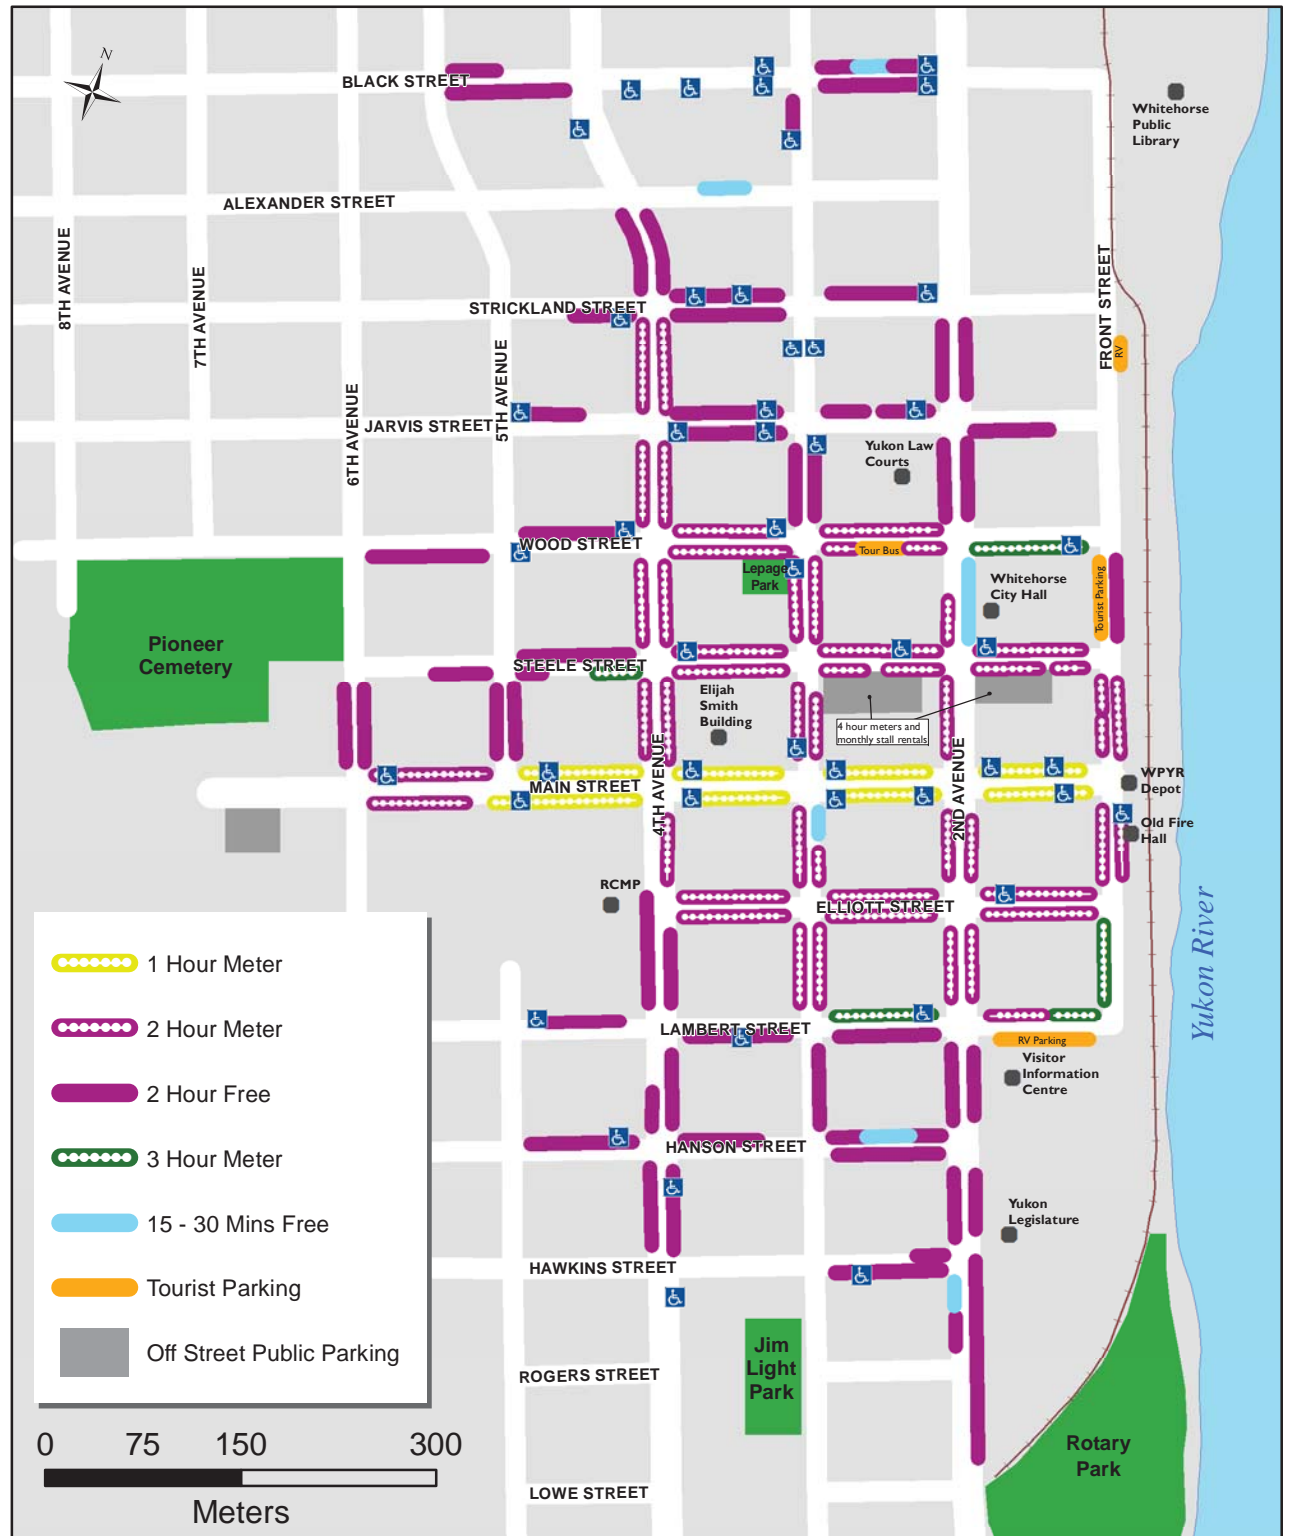 N
BLACK STREET
Whitehorse
Public
Library
ALEXANDER STREET
8TH AVENUE
7TH AVENUE
6TH AVENUE
5TH AVENUE
FRONT STREET
STRICKLAND STREET
RV
JARVIS STREET
Yukon Law
Courts
WOOD STREET
Tour Bus
Lepage
Park
Whitehorse
City Hall
Tourist Parking
Pioneer
Cemetery
STEELE STREET
Elijah
Smith
Building
4 hour meters and
monthly stall rentals
4TH AVENUE
2ND AVENUE
MAIN STREET
WPYR
Depot
Old Fire
Hall
RCMP
ELLIOTT STREET
Yukon River
LAMBERT STREET
RV Parking
Visitor
Information
Centre
HANSON STREET
Yukon
Legislature
HAWKINS STREET
Jim
Light
Park
ROGERS STREET
Rotary
Park
LOWE STREET
1 Hour Meter
2 Hour Meter
2 Hour Free
3 Hour Meter
15 - 30 Mins Free
Tourist Parking
Off Street Public Parking
0 75 150 300
Meters